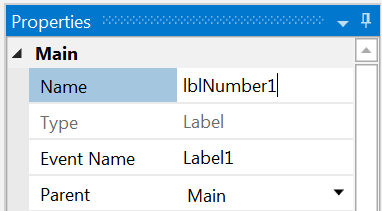 Properties
Main
Name lblNumber1
Type Label
Event Name Label1
Parent Main